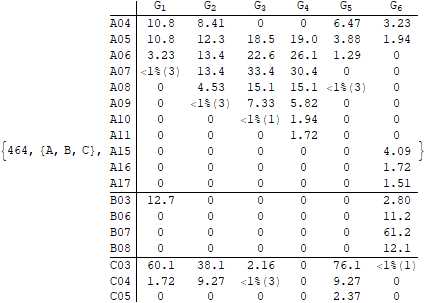 G1 G2 G3 G4 G5 G6
A04 10.8 8.41 0 0 6.47 3.23
A05 10.8 12.3 18.5 19.0 3.88 1.94
A06 3.23 13.4 22.6 26.1 1.29 0
A07 <1%(3) 13.4 33.4 30.4 0 0
A08 0 4.53 15.1 15.1 <1%(3) 0
A09 0 <1%(3) 7.33 5.82 0 0
A10 0 0 <1%(1) 1.94 0 0
A11 0 0 0 1.72 0 0
{464, {A, B, C}, A15 0 0 0 0 0 4.09 }
A16 0 0 0 0 0 1.72
A17 0 0 0 0 0 1.51
B03 12.7 0 0 0 0 2.80
B06 0 0 0 0 0 11.2
B07 0 0 0 0 0 61.2
B08 0 0 0 0 0 12.1
C03 60.1 38.1 2.16 0 76.1 <1%(1)
C04 1.72 9.27 <1%(3) 0 9.27 0
C05 0 0 0 0 2.37 0